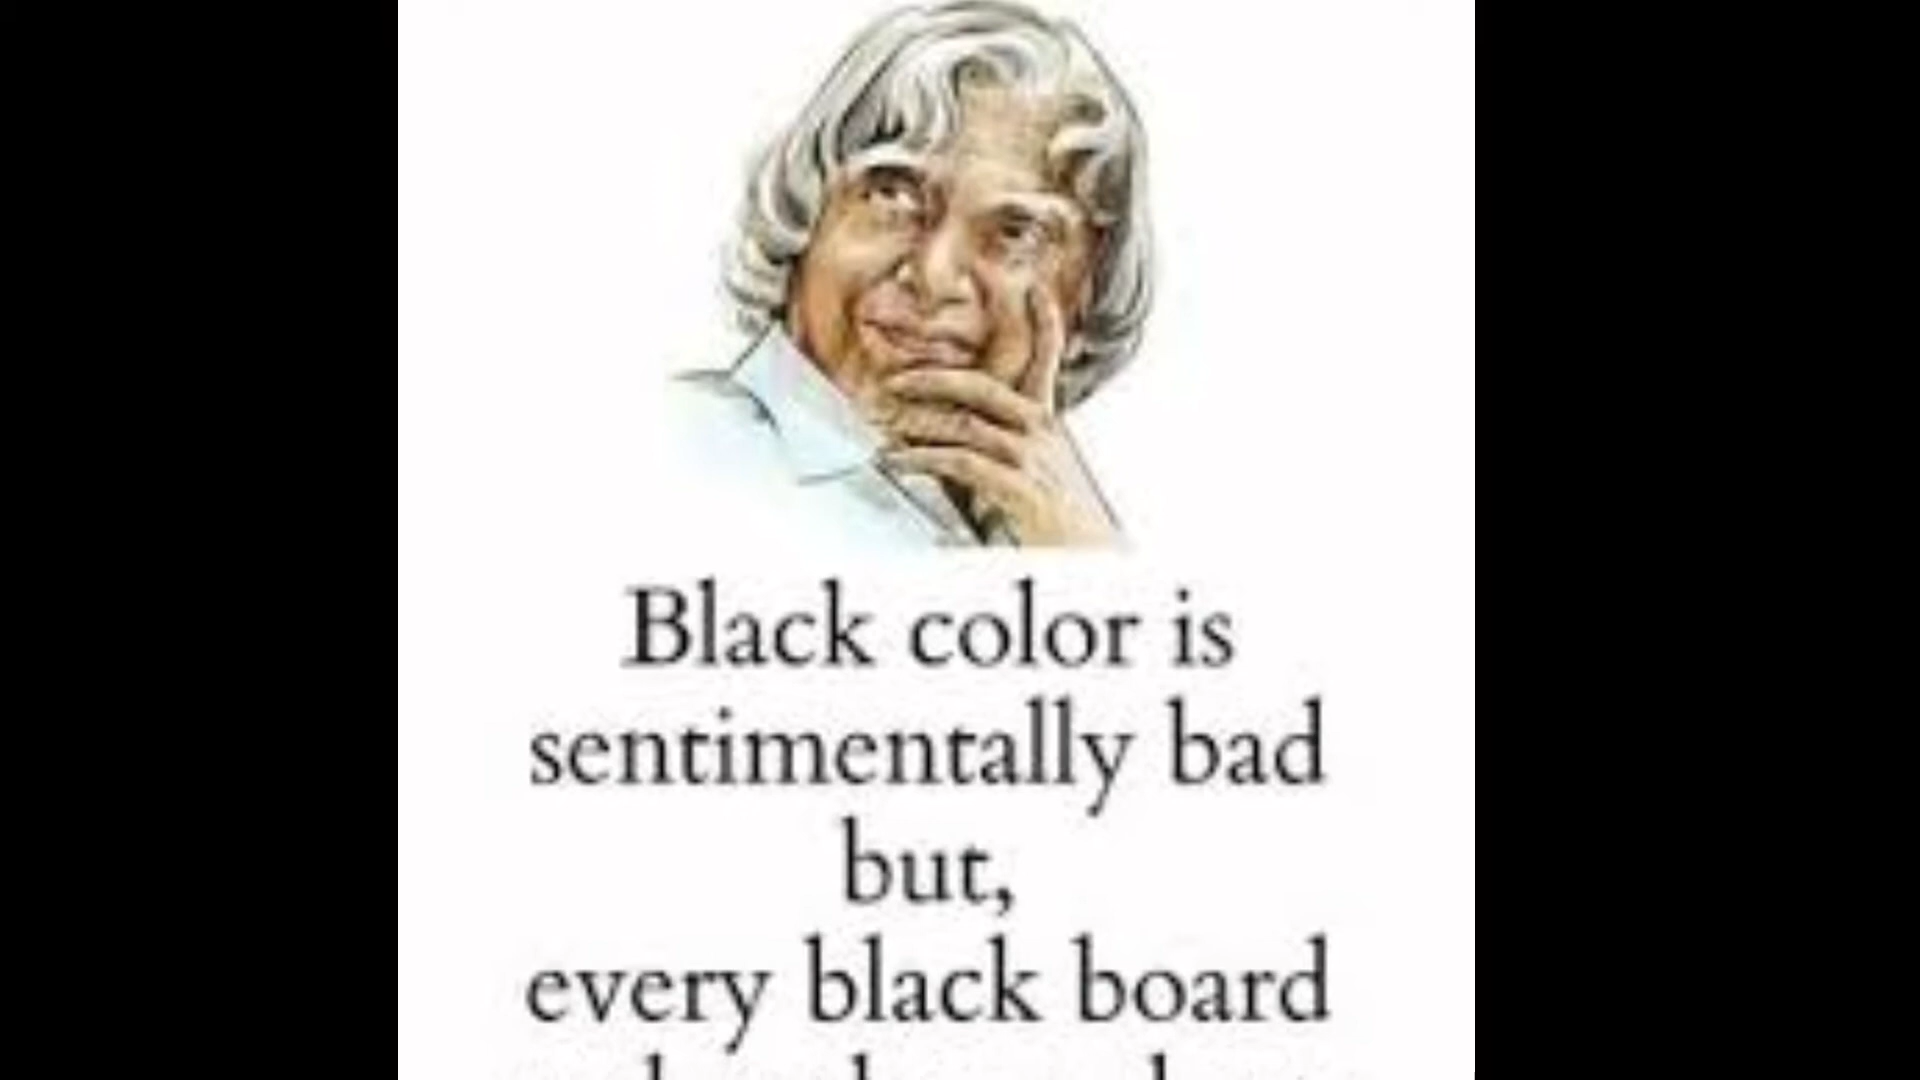 Black color is
sentimentally bad
but,
every black board